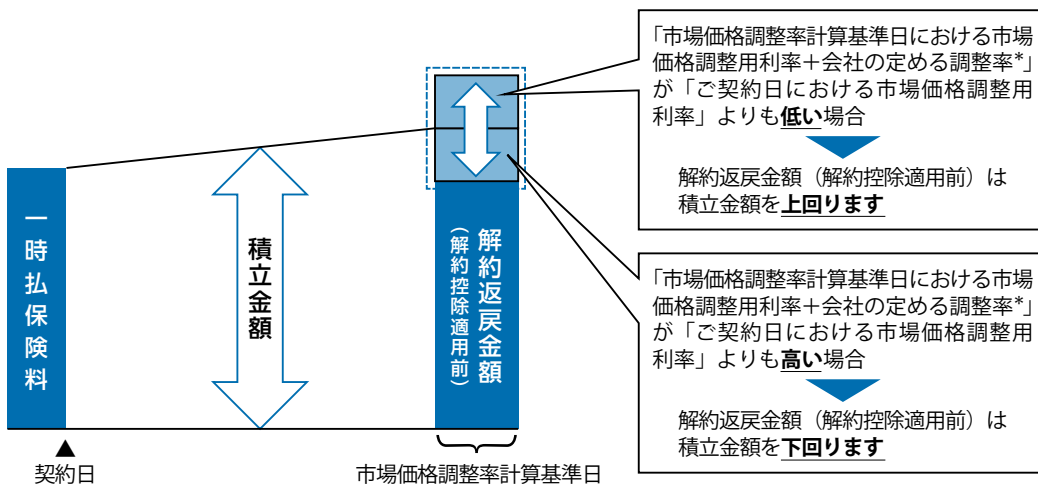 「市場価格調整率計算基準日における市場
価格調整用利率＋会社の定める調整率*」
が「ご契約日における市場価格調整用
利率」よりも低い場合
解約返戻金額（解約控除適用前）は
積立金額を上回ります
一時払保険料
積立金額
解約返戻金額
（解約控除適用前）
「市場価格調整率計算基準日における市場
価格調整用利率＋会社の定める調整率*」
が「ご契約日における市場価格調整用
利率」よりも高い場合
解約返戻金額（解約控除適用前）は
積立金額を下回ります
契約日
市場価格調整率計算基準日